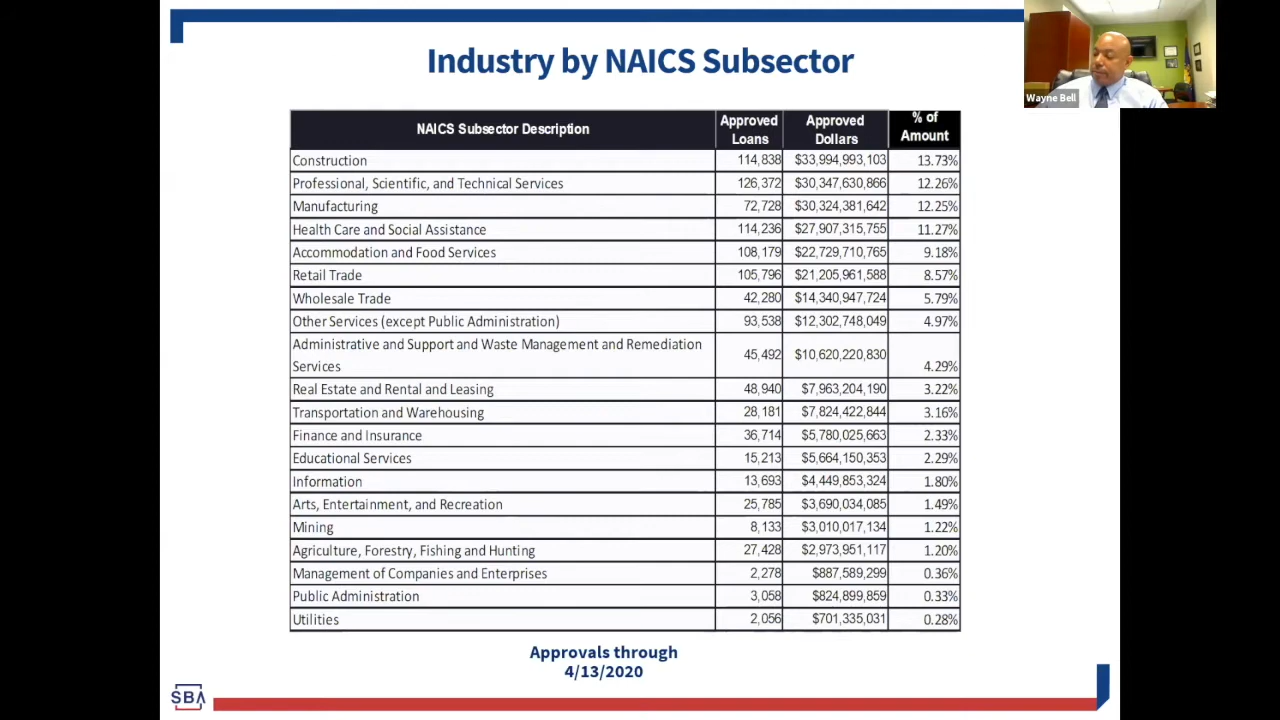 Industry by NAICS Subsector
Wayne Bell
NAICS Subsector Description Approved Loans Approved Dollars % of Amount
Construction 114,838 $33,994,993,103 13.73%
Professional, Scientific, and Technical Services 126,372 $30,347,630,866 12.26%
Manufacturing 72,728 $30,324,381,642 12.25%
Health Care and Social Assistance 114,236 $27,907,315,755 11.27%
Accommodation and Food Services 108,179 $22,729,710,765 9.18%
Retail Trade 105,796 $21,205,961,588 8.57%
Wholesale Trade 42,280 $14,340,947,724 5.79%
Other Services (except Public Administration) 93,538 $12,302,748,049 4.97%
Administrative and Support and Waste Management and Remediation
Services 45,492 $10,620,220,830 4.29%
Real Estate and Rental and Leasing 48,940 $7,963,204,190 3.22%
Transportation and Warehousing 28,181 $7,824,422,844 3.16%
Finance and Insurance 36,714 $5,780,025,663 2.33%
Educational Services 15,213 $5,664,150,353 2.29%
Information 13,693 $4,449,853,324 1.80%
Arts, Entertainment, and Recreation 25,785 $3,690,034,085 1.49%
Mining 8,133 $3,010,017,134 1.22%
Agriculture, Forestry, Fishing and Hunting 27,428 $2,973,951,117 1.20%
Management of Companies and Enterprises 2,278 $887,589,299 0.36%
Public Administration 3,058 $824,899,859 0.33%
Utilities 2,056 $701,335,031 0.28%
Approvals through
4/13/2020
SBA